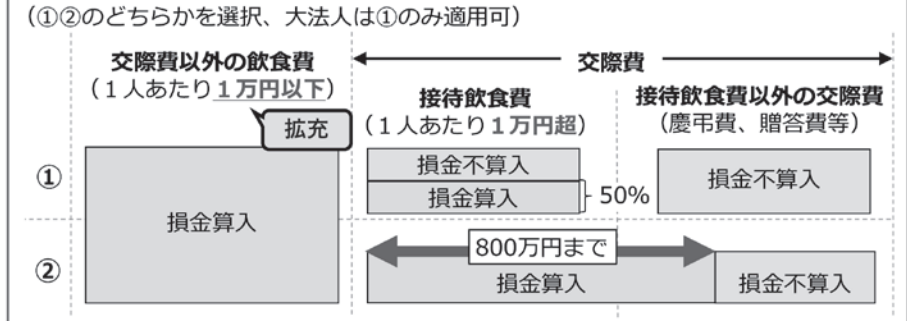 （①②のどちらかを選択、大法人は①のみ適用可）
交際費以外の飲食費
（１人あたり１万円以下）
拡充
交際費
接待飲食費
（１人あたり１万円超）
接待飲食費以外の交際費
（慶弔費、贈答費等）
①
損金算入
損金不算入
損金算入
50%
損金不算入
②
800万円まで
損金算入
損金不算入